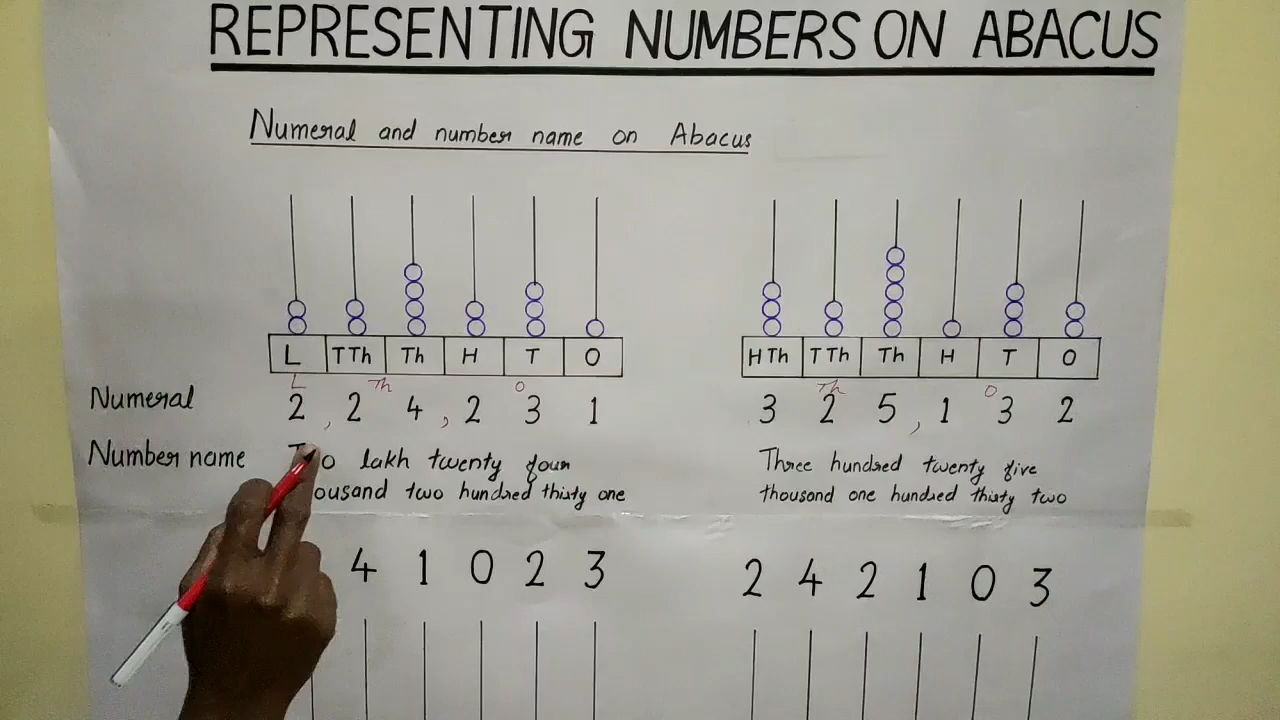 REPRESENTING NUMBERS ON ABACUS
Numeral and number name on Abacus
L TTh Th H T O
HTh TTh Th H T O
L Th O
Th O
Numeral 2,2 4,2 3 1
3 2 5,1 3 2
Number name lakh twenty four
two hundred thirty one
Three hundred twenty five
thousand one hundred thirty two
4 1 0 2 3
2 4 2 1 0 3